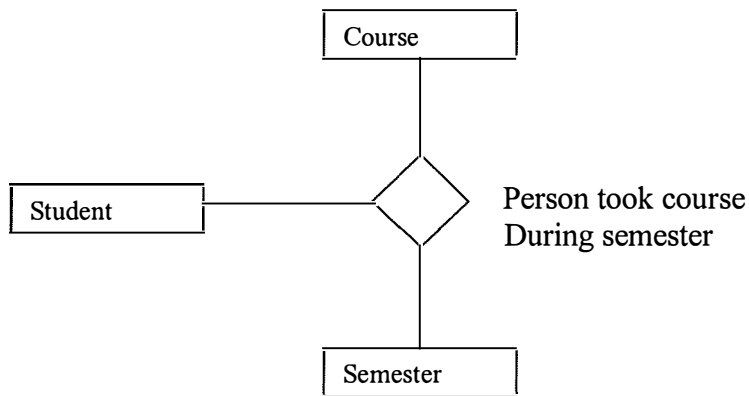 Course
Student
Person took course
During semester
Semester